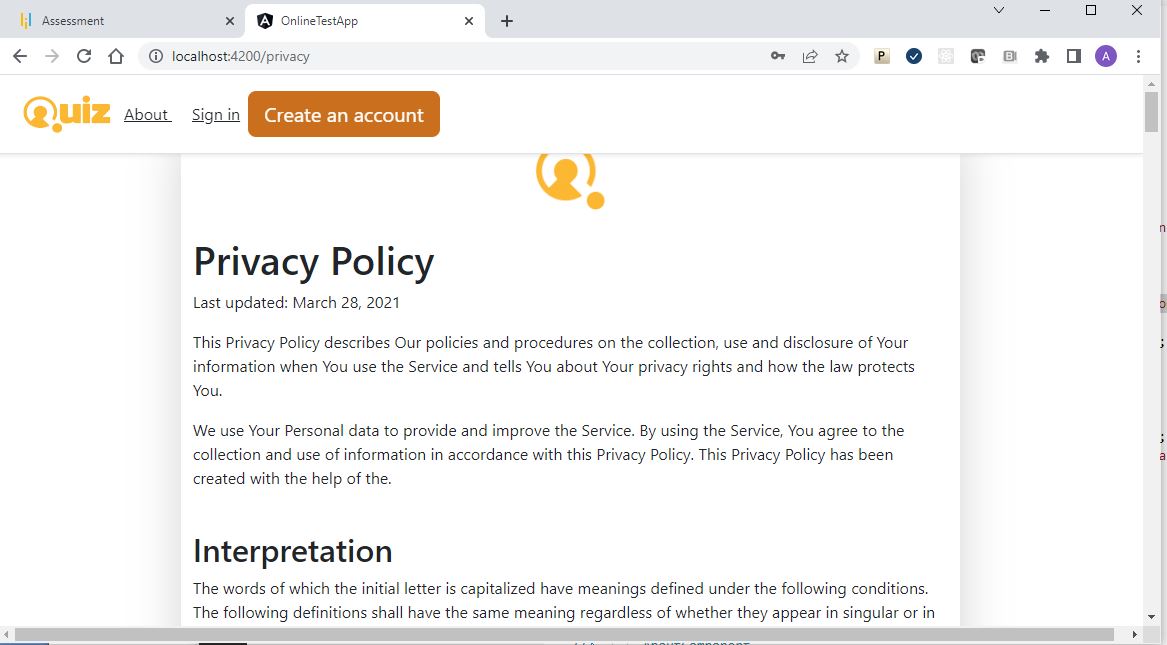 Assessment
OnlineTestApp
localhost:4200/privacy
P
B
A
Quiz
About
Sign in
Create an account
Privacy Policy
Last updated: March 28, 2021
This Privacy Policy describes Our policies and procedures on the collection, use and disclosure of Your
information when You use the Service and tells You about Your privacy rights and how the law protects
You.
We use Your Personal data to provide and improve the Service. By using the Service, You agree to the
collection and use of information in accordance with this Privacy Policy. This Privacy Policy has been
created with the help of the.
Interpretation
The words of which the initial letter is capitalized have meanings defined under the following conditions.
The following definitions shall have the same meaning regardless of whether they appear in singular or in